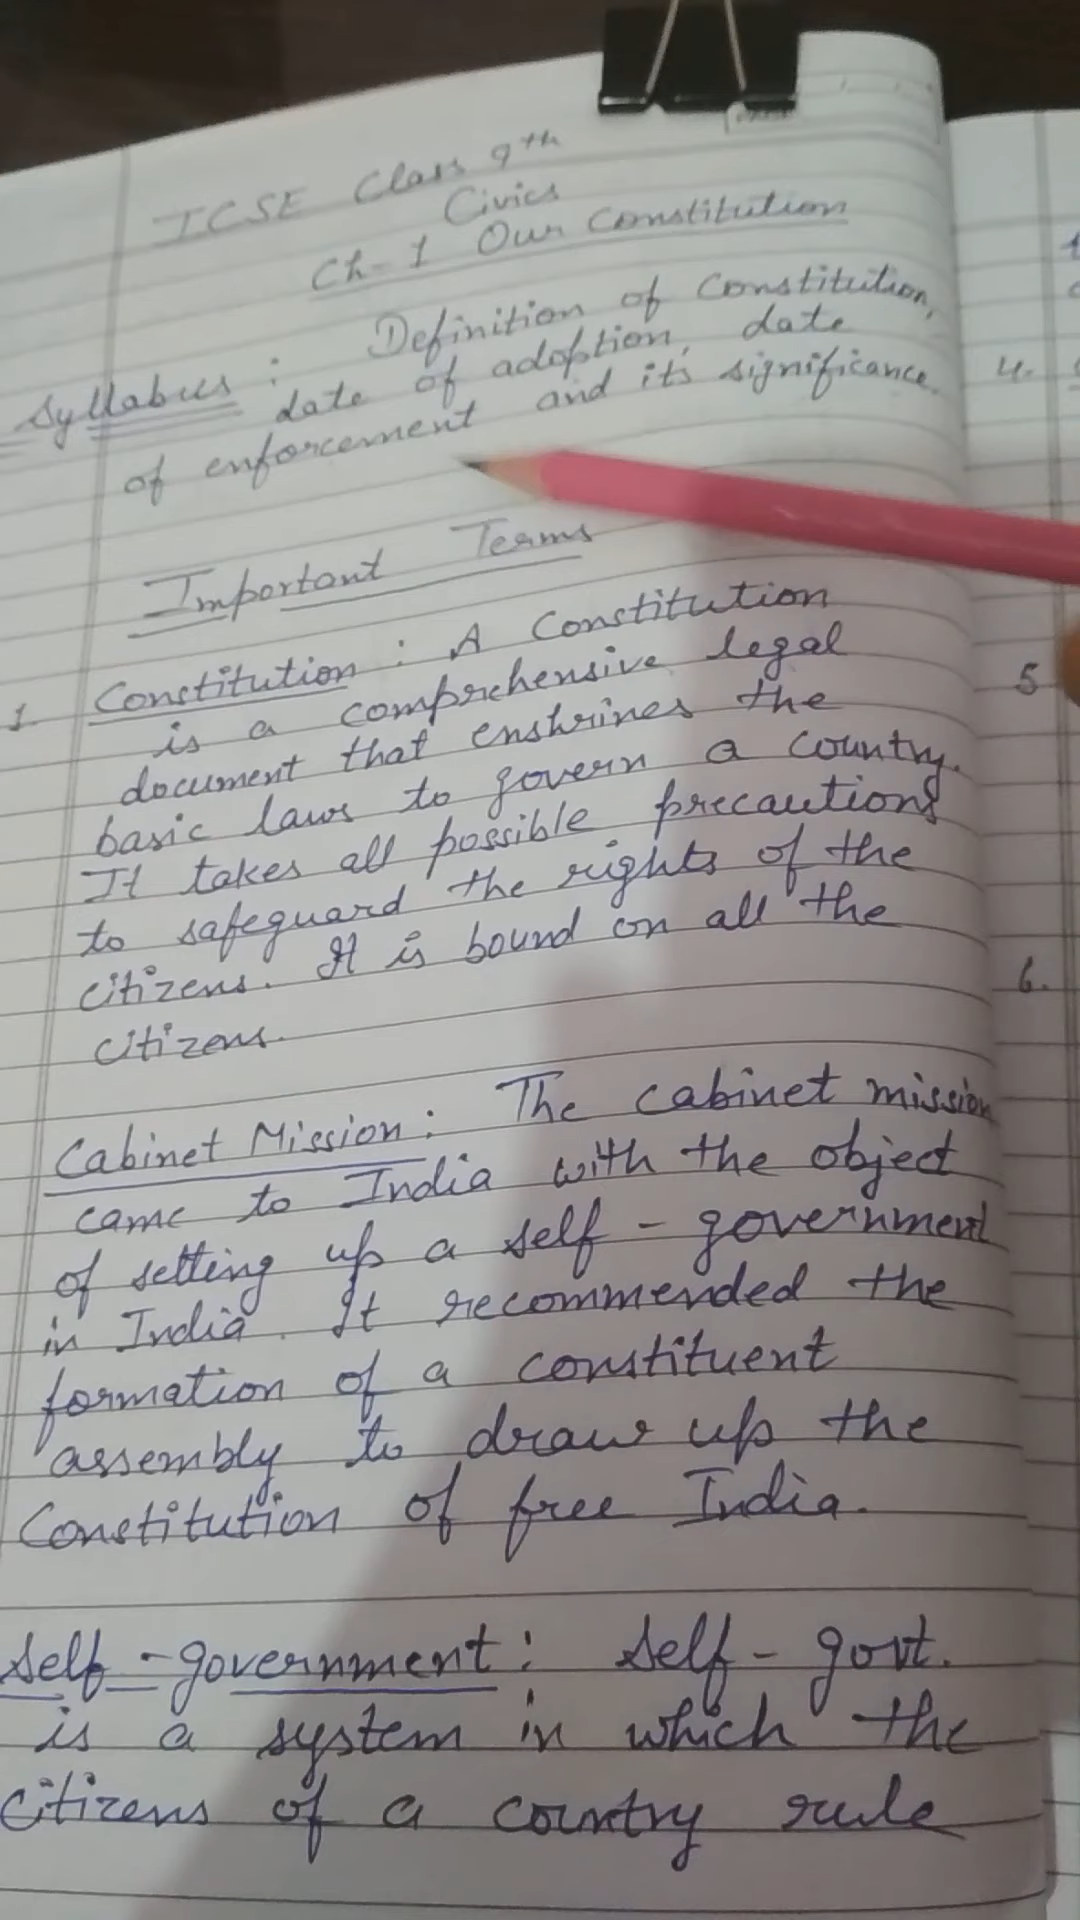 ICSE Class 9th
Civics
Ch-1 Our Constitution
Syllabus : Definition of Constitution,
date of adoption, date
of enforcement and its significance.
Important Terms
1. Constitution : A Constitution
is a comprehensive legal
document that enshrines the
basic laws to govern a country.
It takes all possible precautions
to safeguard the rights of the
citizens. It is bound on all the
citizens.
Cabinet Mission : The cabinet mission
came to India with the object
of setting up a self-government
in India. It recommended the
formation of a constituent
assembly to draw up the
Constitution of free India.
Self-government : Self-govt.
is a system in which the
citizens of a country rule
4.
5
6.